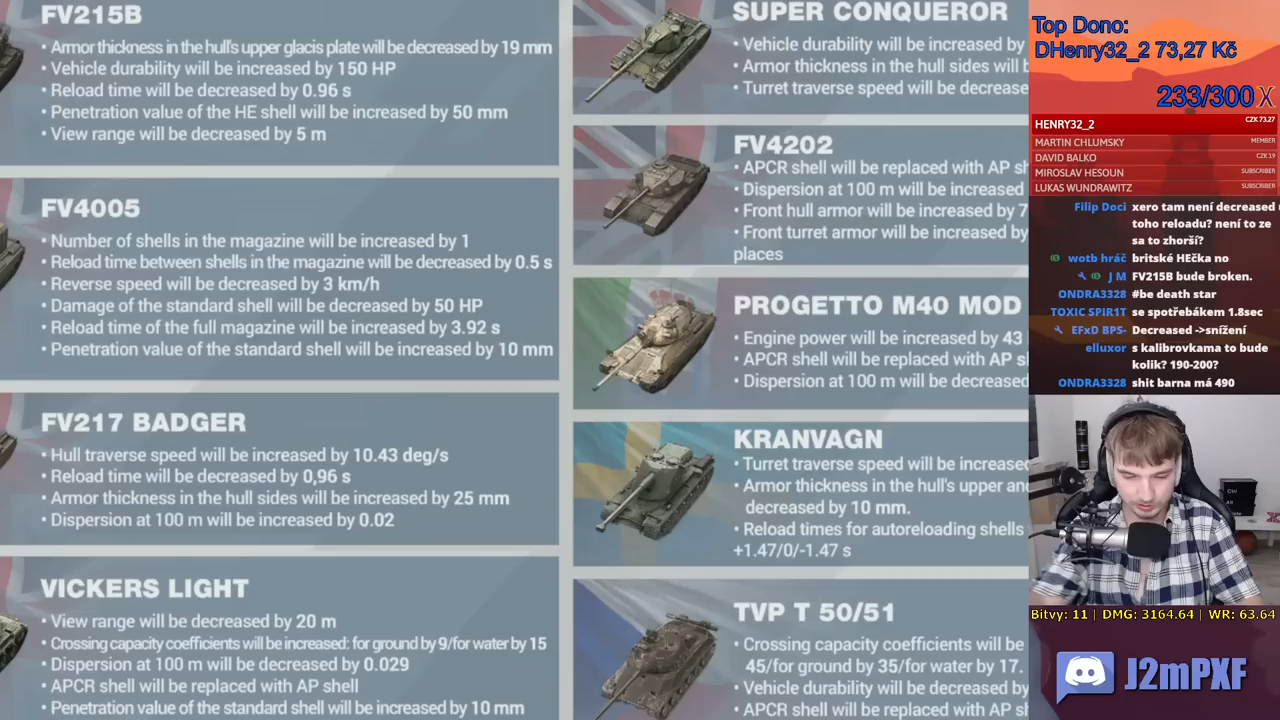 FV215B
• Armor thickness in the hull's upper glacis plate will be decreased by 19 mm
• Vehicle durability will be increased by 150 HP
• Reload time will be decreased by 0.96 s
• Penetration value of the HE shell will be increased by 50 mm
• View range will be decreased by 5 m
FV4005
• Number of shells in the magazine will be increased by 1
• Reload time between shells in the magazine will be decreased by 0.5 s
• Reverse speed will be decreased by 3 km/h
• Damage of the standard shell will be decreased by 50 HP
• Reload time of the full magazine will be increased by 3.92 s
• Penetration value of the standard shell will be increased by 10 mm
FV217 BADGER
• Hull traverse speed will be increased by 10.43 deg/s
• Reload time will be decreased by 0,96 s
• Armor thickness in the hull sides will be increased by 25 mm
• Dispersion at 100 m will be increased by 0.02
VICKERS LIGHT
• View range will be decreased by 20 m
• Crossing capacity coefficients will be increased: for ground by 9/for water by 15
• Dispersion at 100 m will be decreased by 0.029
• APCR shell will be replaced with AP shell
• Penetration value of the standard shell will be increased by 10 mm
SUPER CONQUEROR
• Vehicle durability will be increased by
• Armor thickness in the hull sides will
• Turret traverse speed will be decrease
FV4202
• APCR shell will be replaced with AP sh
• Dispersion at 100 m will be increased
• Front hull armor will be increased by 7
• Front turret armor will be increased by
places
PROGETTO M40 MOD
• Engine power will be increased by 43
• APCR shell will be replaced with AP sh
• Dispersion at 100 m will be decreased
KRANVAGN
• Turret traverse speed will be increased
• Armor thickness in the hull's upper and
decreased by 10 mm.
• Reload times for autoreloading shells
+1.47/0/-1.47 s
TVP T 50/51
• Crossing capacity coefficients will be
45/for ground by 35/for water by 17.
• Vehicle durability will be decreased by
• APCR shell will be replaced with AP s
Top Dono:
DHenry32_2 73,27 Kč
233/300 X
HENRY32_2 CZK 73.27
MARTIN CHLUMSKY MEMBER
DAVID BALKO CZK 19
MIROSLAV HESOUN SUBSCRIBER
LUKAS WUNDRAWITZ SUBSCRIBER
Filip Doci xero tam není decreased u
toho reloadu? není to ze
sa to zhorší?
wotb hráč britské HEčka no
J M FV215B bude broken.
ONDRA3328 #be death star
TOXIC SPIR1T se spotřebákem 1.8sec
EFxD BPS- Decreased ->snížení
elluxor s kalibrovkama to bude
kolik? 190-200?
ONDRA3328 shit barna má 490
Ctrl
Alt
Bitvy: 11 | DMG: 3164.64 | WR: 63.64
J2mPXF